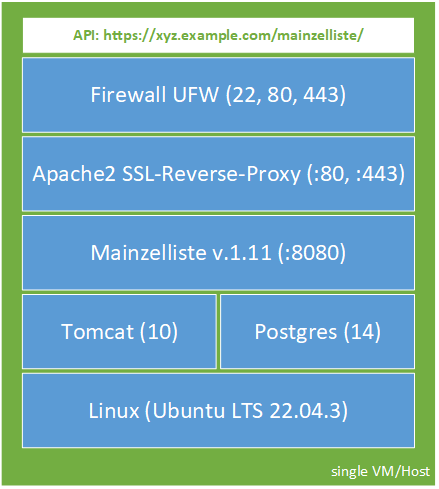 API: https://xyz.example.com/mainzelliste/
Firewall UFW (22, 80, 443)
Apache2 SSL-Reverse-Proxy (:80, :443)
Mainzelliste v.1.11 (:8080)
Tomcat (10)
Postgres (14)
Linux (Ubuntu LTS 22.04.3)
single VM/Host